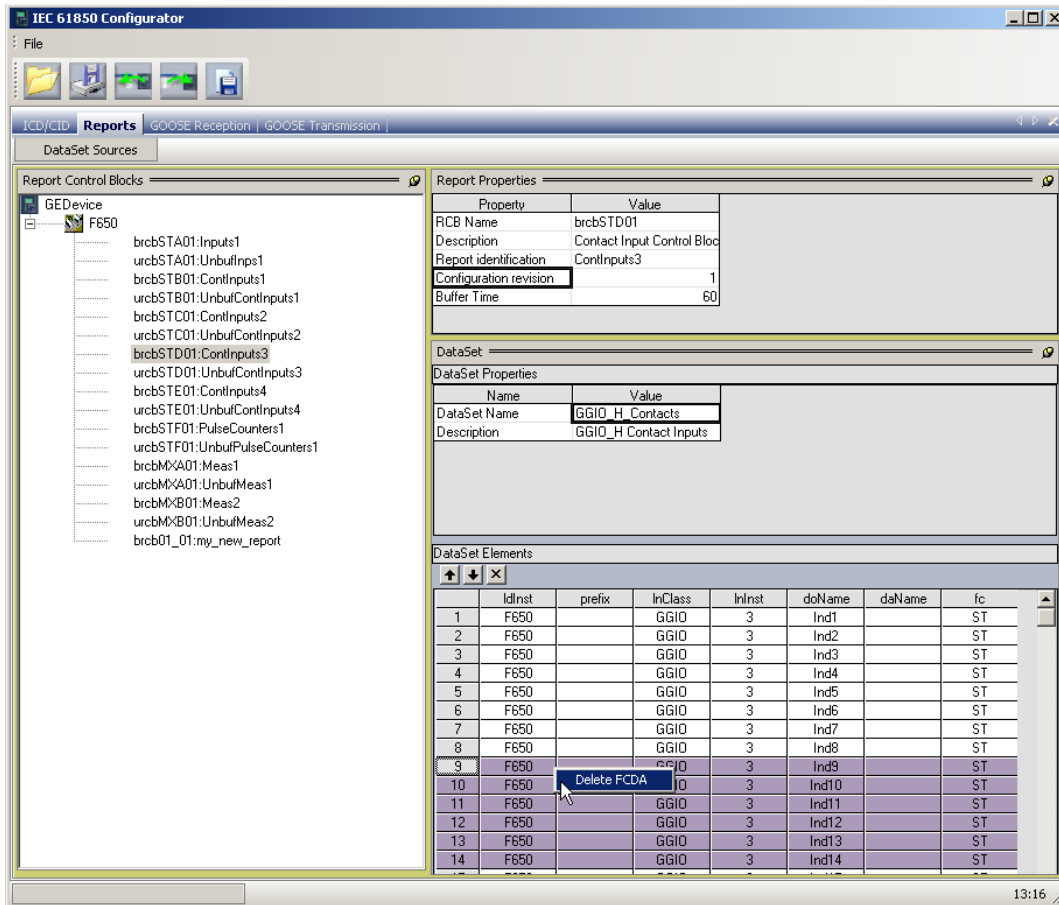 IEC 61850 Configurator
File
ICD/CID Reports GOOSE Reception GOOSE Transmission
DataSet Sources
Report Control Blocks
GEDevice
F650
brcbSTA01:Inputs1
urcbSTA01:UnbufInps1
brcbSTB01:ContInputs1
urcbSTB01:UnbufContInputs1
brcbSTC01:ContInputs2
urcbSTC01:UnbufContInputs2
brcbSTD01:ContInputs3
urcbSTD01:UnbufContInputs3
brcbSTE01:ContInputs4
urcbSTE01:UnbufContInputs4
brcbSTF01:PulseCounters1
urcbSTF01:UnbufPulseCounters1
brcbMXA01:Meas1
urcbMXA01:UnbufMeas1
brcbMXB01:Meas2
urcbMXB01:UnbufMeas2
brcb01_01:my_new_report
Report Properties
Property Value
RCB Name brcbSTD01
Description Contact Input Control Bloc
Report identification ContInputs3
Configuration revision 1
Buffer Time 60
DataSet
DataSet Properties
Name Value
DataSet Name GGIO_H_Contacts
Description GGIO_H Contact Inputs
DataSet Elements
ldInst prefix lnClass lnInst doName daName fc
1 F650 GGIO 3 Ind1 ST
2 F650 GGIO 3 Ind2 ST
3 F650 GGIO 3 Ind3 ST
4 F650 GGIO 3 Ind4 ST
5 F650 GGIO 3 Ind5 ST
6 F650 GGIO 3 Ind6 ST
7 F650 GGIO 3 Ind7 ST
8 F650 GGIO 3 Ind8 ST
9 F650 GGIO 3 Ind9 ST
Delete FCDA
10 F650 3 Ind10 ST
11 F650 GGIO 3 Ind11 ST
12 F650 GGIO 3 Ind12 ST
13 F650 GGIO 3 Ind13 ST
14 F650 GGIO 3 Ind14 ST
13:16